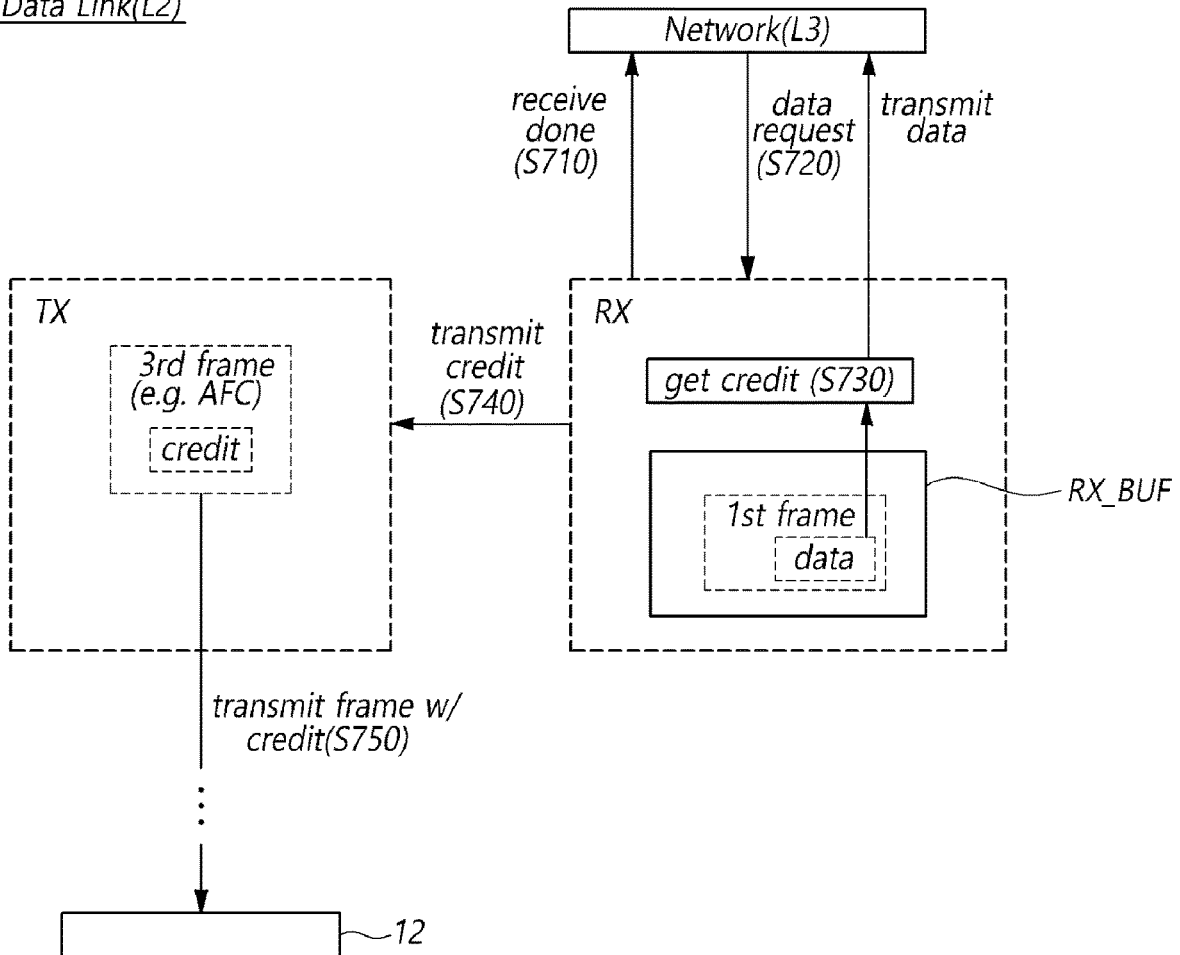 Data Link(L2)
Network(L3)
receive
done
(S710)
data
request
(S720)
transmit
data
TX
3rd frame
(e.g. AFC)
credit
transmit
credit
(S740)
RX
get credit (S730)
1st frame
data
RX_BUF
transmit frame w/
credit(S750)
12